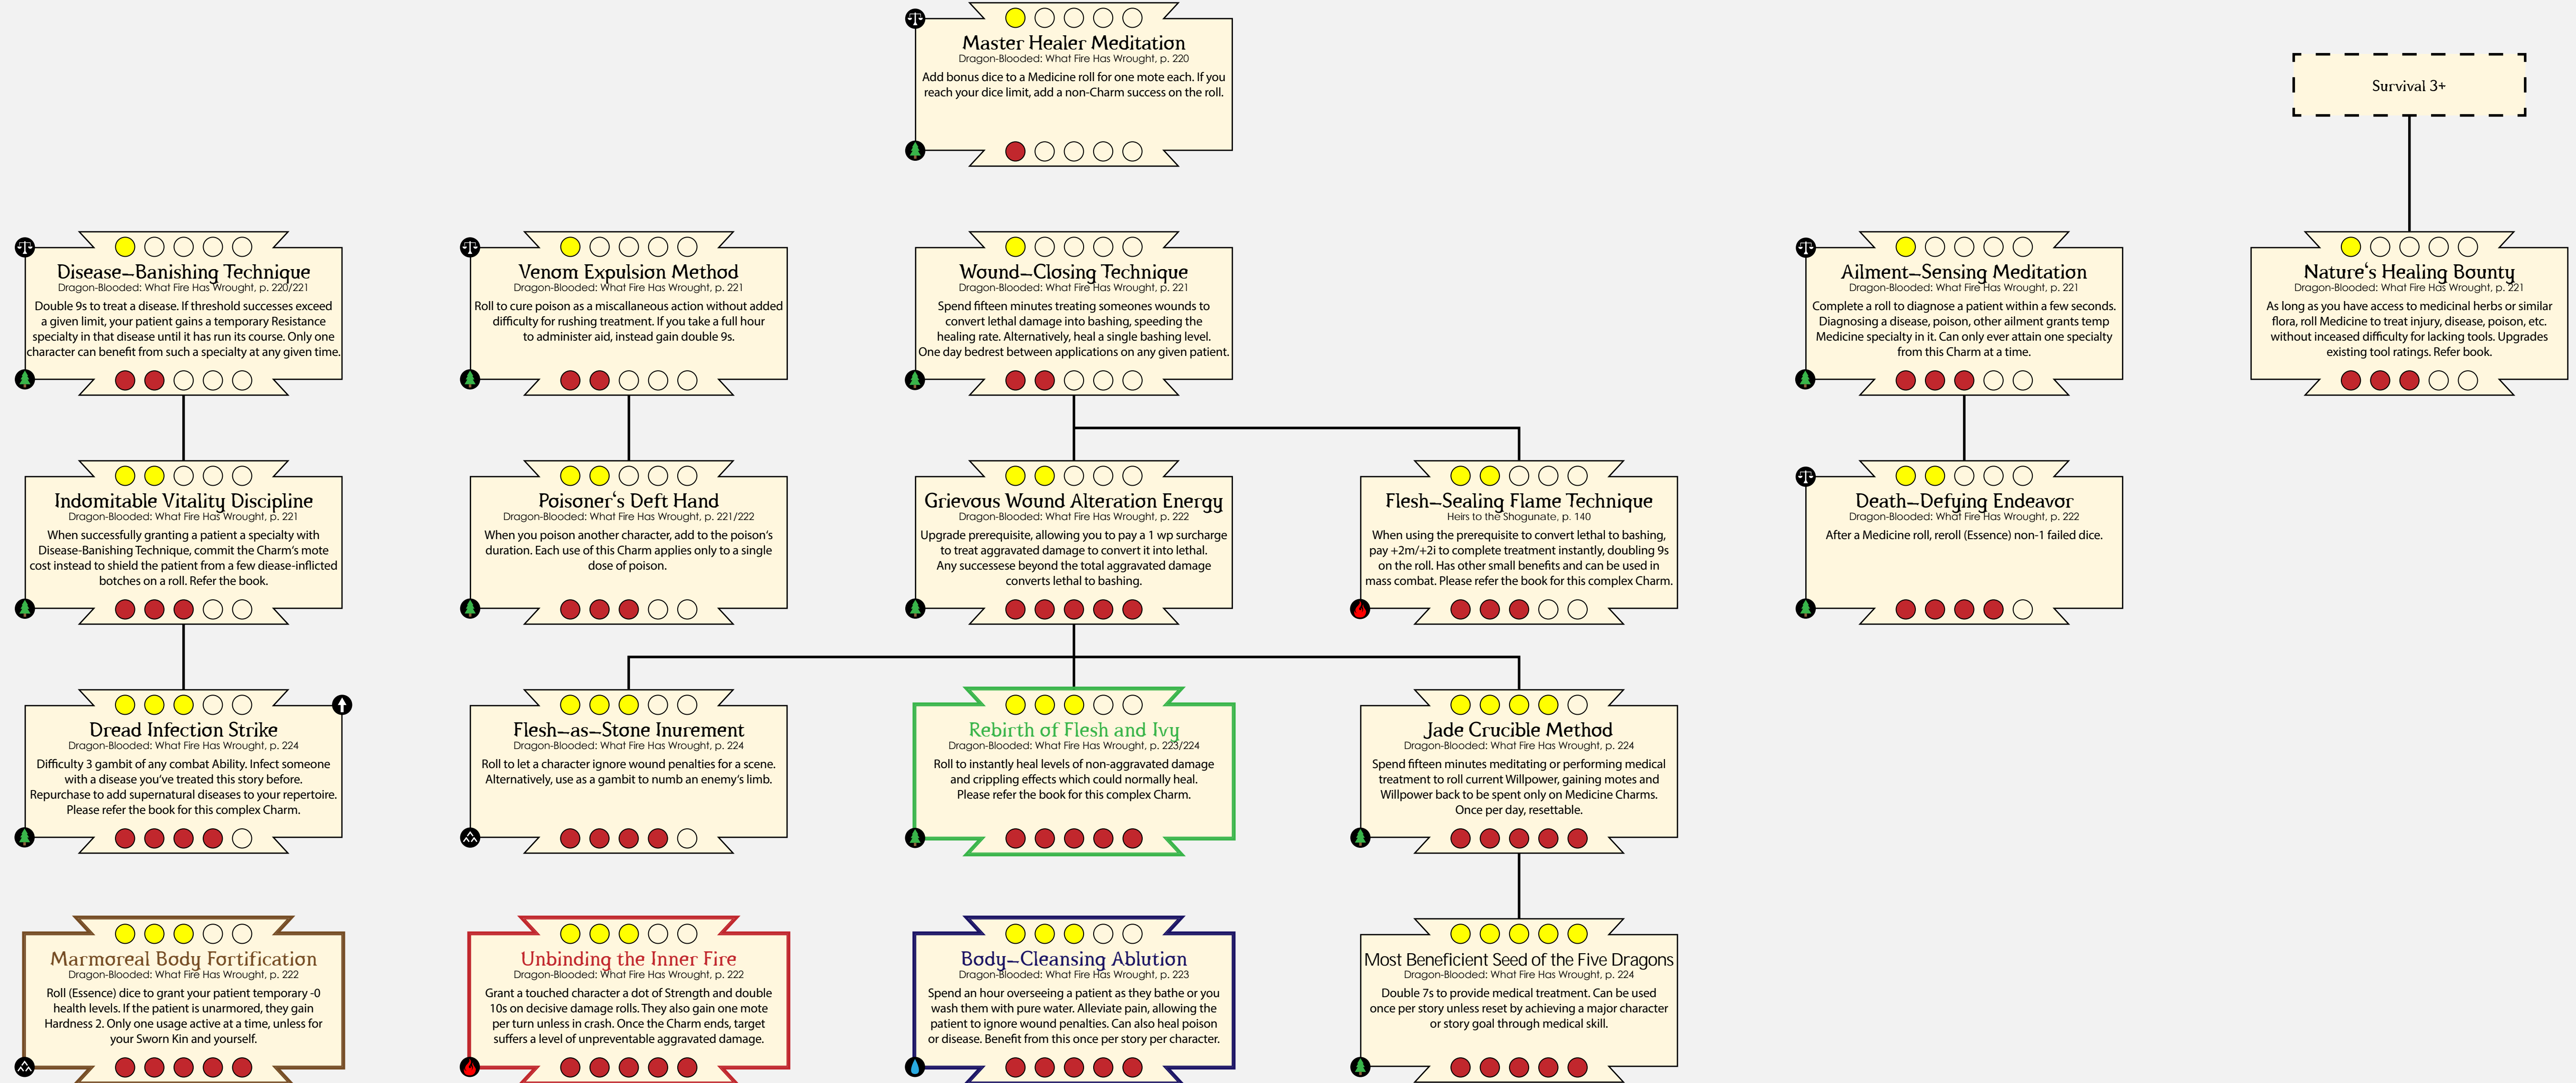 Master Healer Meditation
Dragon-Blooded: What Fire Has Wrought, p. 220
Add bonus dice to a Medicine roll for one mote each. If you
reach your dice limit, add a non-Charm success on the roll.
Survival 3+
Disease-Banishing Technique
Dragon-Blooded: What Fire Has Wrought, p. 220/221
Double 9s to treat a disease. If threshold successes exceed
a given limit, your patient gains a temporary Resistance
specialty in that disease until it has run its course. Only one
character can benefit from such a specialty at any given time.
Venom Expulsion Method
Dragon-Blooded: What Fire Has Wrought, p. 221
Roll to cure poison as a miscallaneous action without added
difficulty for rushing treatment. If you take a full hour
to administer aid, instead gain double 9s.
Wound-Closing Technique
Dragon-Blooded: What Fire Has Wrought, p. 221
Spend fifteen minutes treating someones wounds to
convert lethal damage into bashing, speeding the
healing rate. Alternatively, heal a single bashing level.
One day bedrest between applications on any given patient.
Ailment-Sensing Meditation
Dragon-Blooded: What Fire Has Wrought, p. 221
Complete a roll to diagnose a patient within a few seconds.
Diagnosing a disease, poison, other ailment grants temp
Medicine specialty in it. Can only ever attain one specialty
from this Charm at a time.
Nature's Healing Bounty
Dragon-Blooded: What Fire Has Wrought, p. 221
As long as you have access to medicinal herbs or similar
flora, roll Medicine to treat injury, disease, poison, etc.
without inceased difficulty for lacking tools. Upgrades
existing tool ratings. Refer book.
Indomitable Vitality Discipline
Dragon-Blooded: What Fire Has Wrought, p. 221
When successfully granting a patient a specialty with
Disease-Banishing Technique, commit the Charm's mote
cost instead to shield the patient from a few diease-inflicted
botches on a roll. Refer the book.
Poisoner's Deft Hand
Dragon-Blooded: What Fire Has Wrought, p. 221/222
When you poison another character, add to the poison's
duration. Each use of this Charm applies only to a single
dose of poison.
Grievous Wound Alteration Energy
Dragon-Blooded: What Fire Has Wrought, p. 222
Upgrade prerequisite, allowing you to pay a 1 wp surcharge
to treat aggravated damage to convert it into lethal.
Any successese beyond the total aggravated damage
converts lethal to bashing.
Flesh-Sealing Flame Technique
Heirs to the Shogunate, p. 140
When using the prerequisite to convert lethal to bashing,
pay +2m/+2i to complete treatment instantly, doubling 9s
on the roll. Has other small benefits and can be used in
mass combat. Please refer the book for this complex Charm.
Death-Defying Endeavor
Dragon-Blooded: What Fire Has Wrought, p. 222
After a Medicine roll, reroll (Essence) non-1 failed dice.
Dread Infection Strike
Dragon-Blooded: What Fire Has Wrought, p. 224
Difficulty 3 gambit of any combat Ability. Infect someone
with a disease you've treated this story before.
Repurchase to add supernatural diseases to your repertoire.
Please refer the book for this complex Charm.
Flesh-as-Stone Inurement
Dragon-Blooded: What Fire Has Wrought, p. 224
Roll to let a character ignore wound penalties for a scene.
Alternatively, use as a gambit to numb an enemy's limb.
Rebirth of Flesh and Ivy
Dragon-Blooded: What Fire Has Wrought, p. 223/224
Roll to instantly heal levels of non-aggravated damage
and crippling effects which could normally heal.
Please refer the book for this complex Charm.
Jade Crucible Method
Dragon-Blooded: What Fire Has Wrought, p. 224
Spend fifteen minutes meditating or performing medical
treatment to roll current Willpower, gaining motes and
Willpower back to be spent only on Medicine Charms.
Once per day, resettable.
Marmoreal Body Fortification
Dragon-Blooded: What Fire Has Wrought, p. 222
Roll (Essence) dice to grant your patient temporary -0
health levels. If the patient is unarmored, they gain
Hardness 2. Only one usage active at a time, unless for
your Sworn Kin and yourself.
Unbinding the Inner Fire
Dragon-Blooded: What Fire Has Wrought, p. 222
Grant a touched character a dot of Strength and double
10s on decisive damage rolls. They also gain one mote
per turn unless in crash. Once the Charm ends, target
suffers a level of unpreventable aggravated damage.
Body-Cleansing Ablution
Dragon-Blooded: What Fire Has Wrought, p. 223
Spend an hour overseeing a patient as they bathe or you
wash them with pure water. Alleviate pain, allowing the
patient to ignore wound penalties. Can also heal poison
or disease. Benefit from this once per story per character.
Most Beneficient Seed of the Five Dragons
Dragon-Blooded: What Fire Has Wrought, p. 224
Double 7s to provide medical treatment. Can be used
once per story unless reset by achieving a major character
or story goal through medical skill.